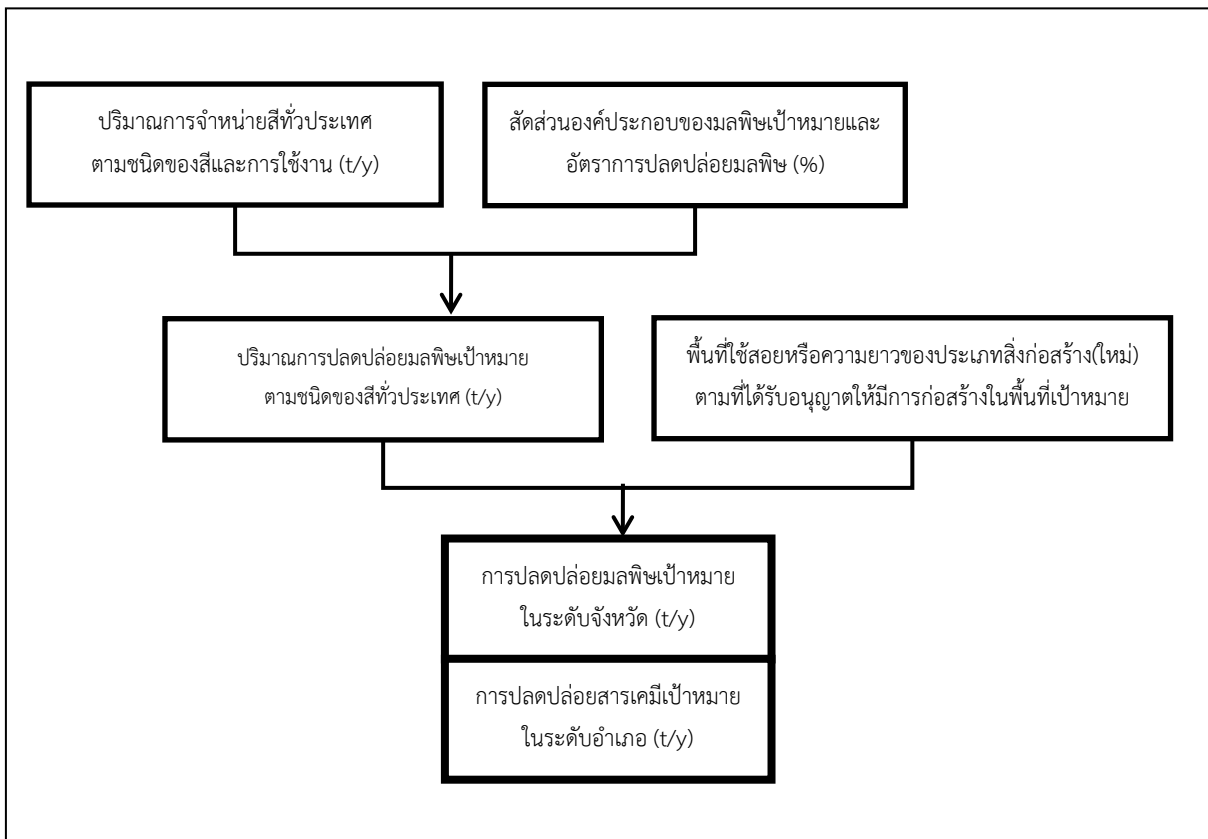 ปริมาณการจำหน่ายสีทั่วประเทศ
ตามชนิดของสีและการใช้งาน (t/y)
สัดส่วนองค์ประกอบของมลพิษเป้าหมายและ
อัตราการปลดปล่อยมลพิษ (%)
ปริมาณการปลดปล่อยมลพิษเป้าหมาย
ตามชนิดของสีทั่วประเทศ (t/y)
พื้นที่ใช้สอยหรือความยาวของประเภทสิ่งก่อสร้าง(ใหม่)
ตามที่ได้รับอนุญาตให้มีการก่อสร้างในพื้นที่เป้าหมาย
การปลดปล่อยมลพิษเป้าหมาย
ในระดับจังหวัด (t/y)
การปลดปล่อยสารเคมีเป้าหมาย
ในระดับอำเภอ (t/y)